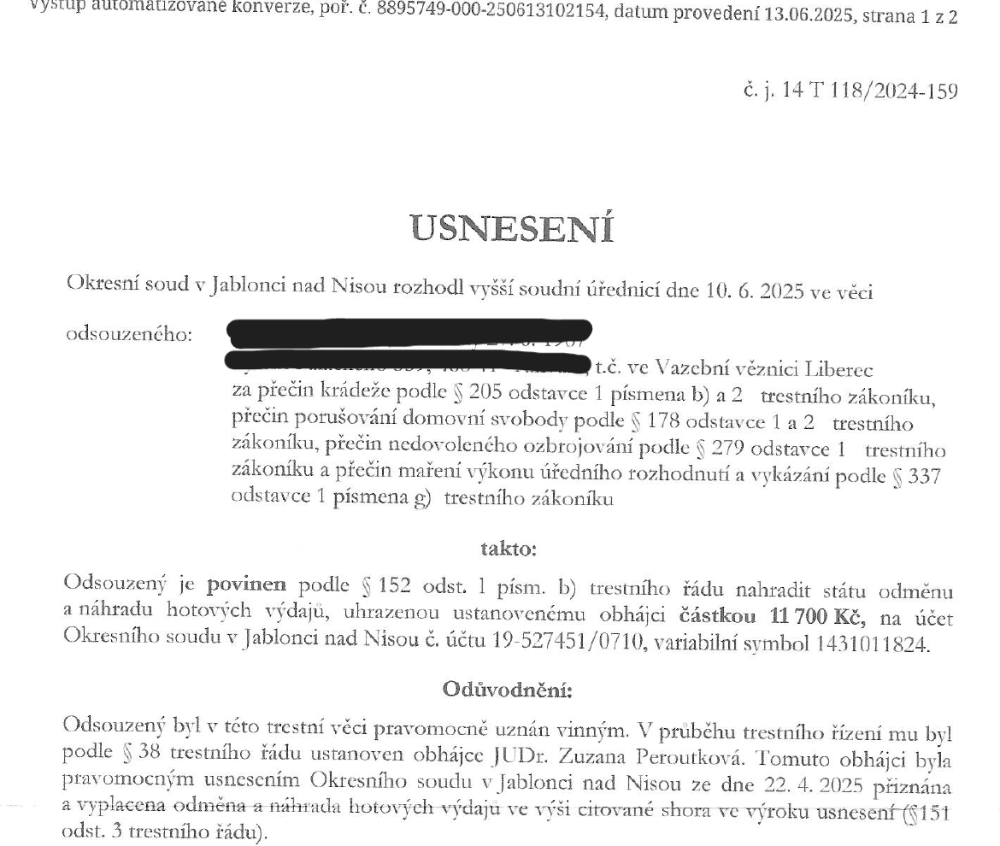 Výstup automatizované konverze, poř. č. 8895749-000-250613102154, datum provedení 13.06.2025, strana 1 z 2
č. j. 14 T 118/2024-159
USNESENÍ
Okresní soud v Jablonci nad Nisou rozhodl vyšší soudní úřednicí dne 10. 6. 2025 ve věci
odsouzeného:
t.č. ve Vazební věznici Liberec
za přečin krádeže podle § 205 odstavce 1 písmena b) a 2 trestního zákoníku,
přečin porušování domovní svobody podle § 178 odstavce 1 a 2 trestního
zákoníku, přečin nedovoleného ozbrojování podle § 279 odstavce 1 trestního
zákoníku a přečin maření výkonu úředního rozhodnutí a vykázání podle § 337
odstavce 1 písmena g) trestního zákoníku
takto:
Odsouzený je povinen podle § 152 odst. 1 písm. b) trestního řádu nahradit státu odměnu
a náhradu hotových výdajů, uhrazenou ustanovenému obhájci částkou 11 700 Kč, na účet
Okresního soudu v Jablonci nad Nisou č. účtu 19-527451/0710, variabilní symbol 1431011824.
Odůvodnění:
Odsouzený byl v této trestní věci pravomocně uznán vinným. V průběhu trestního řízení mu byl
podle § 38 trestního řádu ustanoven obhájce JUDr. Zuzana Peroutková. Tomuto obhájci byla
pravomocným usnesením Okresního soudu v Jablonci nad Nisou ze dne 22. 4. 2025 přiznána
a vyplacena odměna a náhrada hotových výdajů ve výši citované shora ve výroku usnesení (§151
odst. 3 trestního řádu).